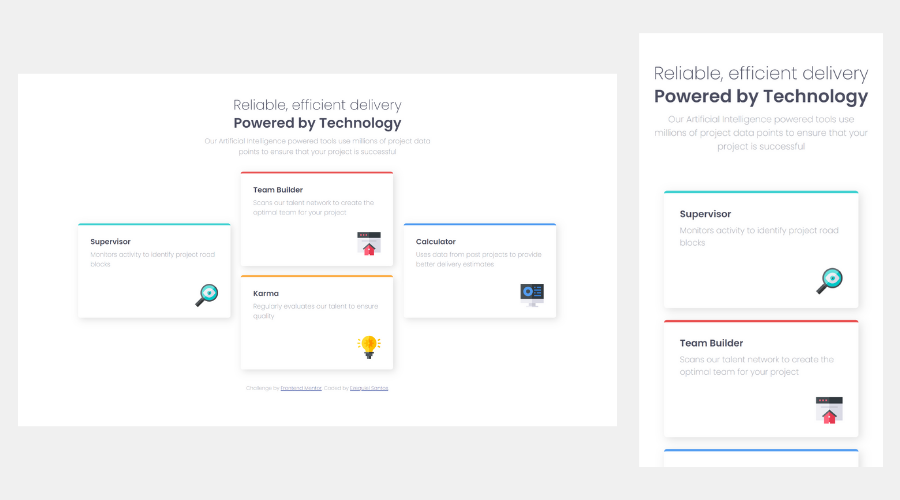 Reliable, efficient delivery
Powered by Technology
Our Artificial Intelligence powered tools use millions of project data
points to ensure that your project is successful
Supervisor
Monitors activity to identify project road
blocks
Team Builder
Scans our talent network to create the
optimal team for your project
Karma
Regularly evaluates our talent to ensure
quality
Calculator
Uses data from past projects to provide
better delivery estimates
Challenge by Frontend Mentor. Coded by
Reliable, efficient delivery
Powered by Technology
Our Artificial Intelligence powered tools use
millions of project data points to ensure that your
project is successful
Supervisor
Monitors activity to identify project road
blocks
Team Builder
Scans our talent network to create the
optimal team for your project